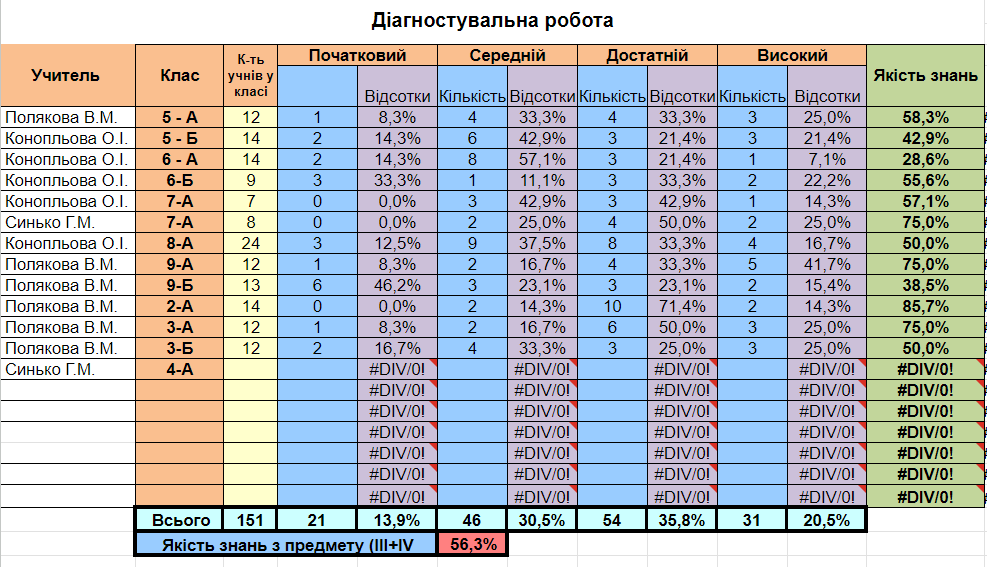 Діагностувальна робота
Учитель Клас К-ть учнів у класі Початковий Середній Достатній Високий Якість знань
Відсотки Кількість Відсотки Кількість Відсотки Кількість Відсотки
Полякова В.М. 5 - А 12 1 8,3% 4 33,3% 4 33,3% 3 25,0% 58,3%
Конопльова О.І. 5 - Б 14 2 14,3% 6 42,9% 3 21,4% 3 21,4% 42,9%
Конопльова О.І. 6 - А 14 2 14,3% 8 57,1% 3 21,4% 1 7,1% 28,6%
Конопльова О.І. 6-Б 9 3 33,3% 1 11,1% 3 33,3% 2 22,2% 55,6%
Конопльова О.І. 7-А 7 0 0,0% 3 42,9% 3 42,9% 1 14,3% 57,1%
Синько Г.М. 7-А 8 0 0,0% 2 25,0% 4 50,0% 2 25,0% 75,0%
Конопльова О.І. 8-А 24 3 12,5% 9 37,5% 8 33,3% 4 16,7% 50,0%
Полякова В.М. 9-А 12 1 8,3% 2 16,7% 4 33,3% 5 41,7% 75,0%
Полякова В.М. 9-Б 13 6 46,2% 3 23,1% 3 23,1% 2 15,4% 38,5%
Полякова В.М. 2-А 14 0 0,0% 2 14,3% 10 71,4% 2 14,3% 85,7%
Полякова В.М. 3-А 12 1 8,3% 2 16,7% 6 50,0% 3 25,0% 75,0%
Полякова В.М. 3-Б 12 2 16,7% 4 33,3% 3 25,0% 3 25,0% 50,0%
Синько Г.М. 4-А #DIV/0! #DIV/0! #DIV/0! #DIV/0! #DIV/0!
#DIV/0! #DIV/0! #DIV/0! #DIV/0! #DIV/0!
#DIV/0! #DIV/0! #DIV/0! #DIV/0! #DIV/0!
#DIV/0! #DIV/0! #DIV/0! #DIV/0! #DIV/0!
#DIV/0! #DIV/0! #DIV/0! #DIV/0! #DIV/0!
#DIV/0! #DIV/0! #DIV/0! #DIV/0! #DIV/0!
#DIV/0! #DIV/0! #DIV/0! #DIV/0! #DIV/0!
Всього 151 21 13,9% 46 30,5% 54 35,8% 31 20,5%
Якість знань з предмету (III+IV 56,3%